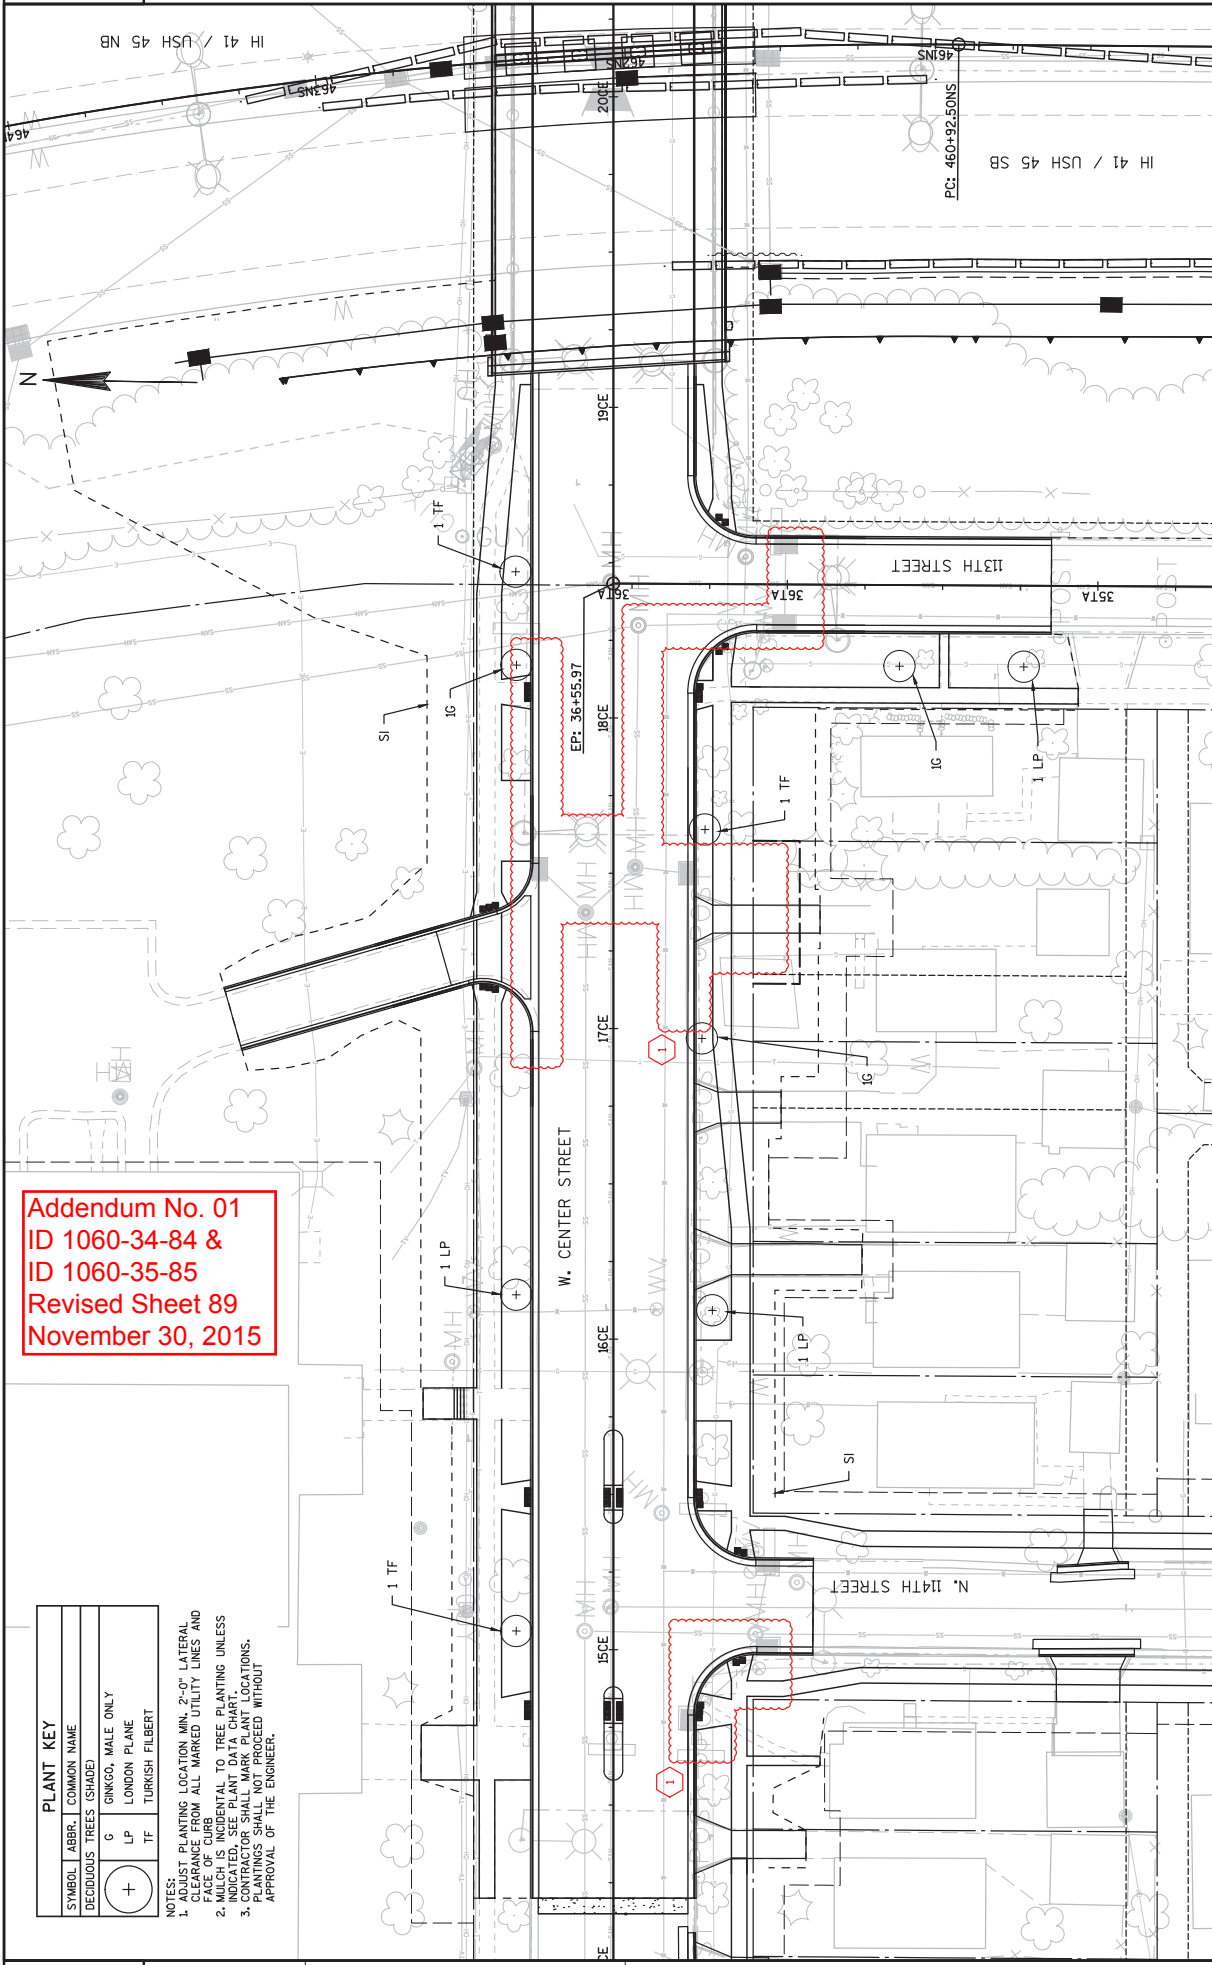 IH 41 / USH 45 NB
464
463NS
462NS
461NS
20CE
PC: 460+92.50NS
IH 41 / USH 45 SB
N
19CE
1 TF
113TH STREET
36TA
36TA
35TA
EP: 36+55.97
1G
SI
18CE
1G
1 LP
1 TF
17CE
1
1G
W. CENTER STREET
1 LP
16CE
1 LP
SI
Addendum No. 01
ID 1060-34-84 &
ID 1060-35-85
Revised Sheet 89
November 30, 2015
1 TF
15CE
N. 114TH STREET
1
CE
PLANT KEY
SYMBOL ABBR. COMMON NAME
DECIDUOUS TREES (SHADE)
G GINKGO, MALE ONLY
LP LONDON PLANE
TF TURKISH FILBERT
NOTES:
1. ADJUST PLANTING LOCATION MIN. 2'-0" LATERAL
CLEARANCE FROM ALL MARKED UTILITY LINES AND
FACE OF CURB
2. MULCH IS INCIDENTAL TO TREE PLANTING UNLESS
INDICATED, SEE PLANT DATA CHART.
3. CONTRACTOR SHALL MARK PLANT LOCATIONS.
PLANTINGS SHALL NOT PROCEED WITHOUT
APPROVAL OF THE ENGINEER.